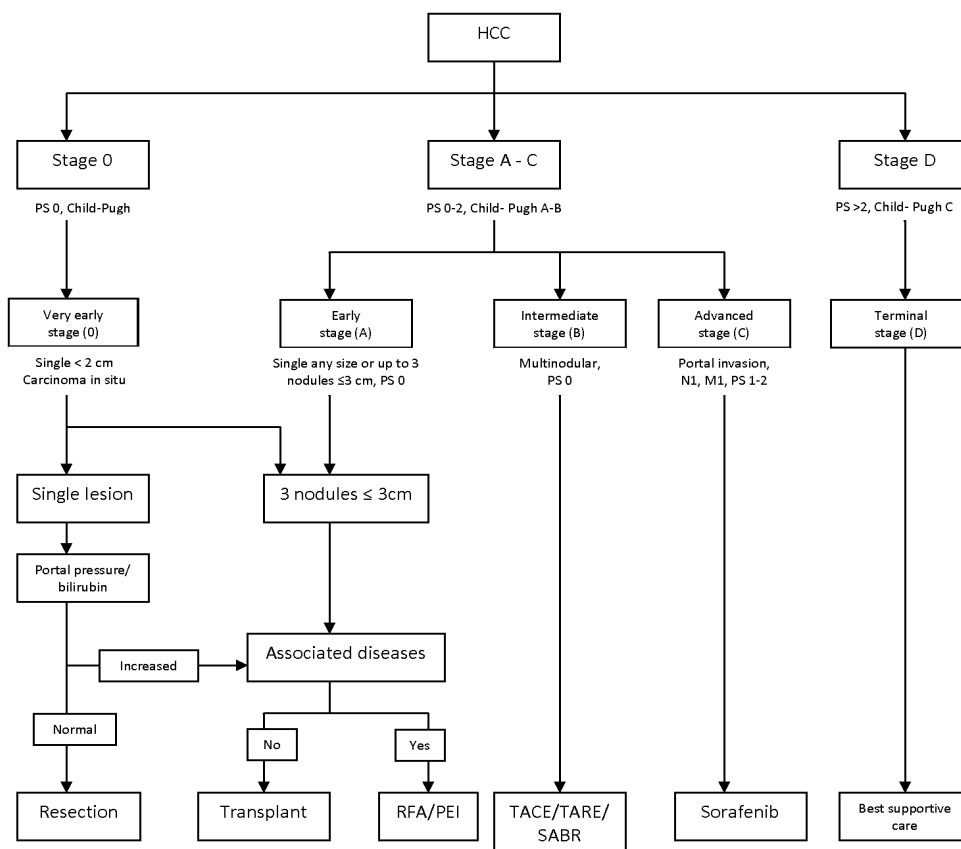 HCC
Stage 0
Stage A - C
Stage D
PS 0, Child-Pugh
PS 0-2, Child- Pugh A-B
PS >2, Child- Pugh C
Very early
stage (0)
Early
stage (A)
Intermediate
stage (B)
Advanced
stage (C)
Terminal
stage (D)
Single < 2 cm
Carcinoma in situ
Single any size or up to 3
nodules ≤3 cm, PS 0
Multinodular,
PS 0
Portal invasion,
N1, M1, PS 1-2
Single lesion
3 nodules ≤ 3cm
Portal pressure/
bilirubin
Associated diseases
Increased
Normal
No
Yes
Resection
Transplant
RFA/PEI
TACE/TARE/
SABR
Sorafenib
Best supportive
care